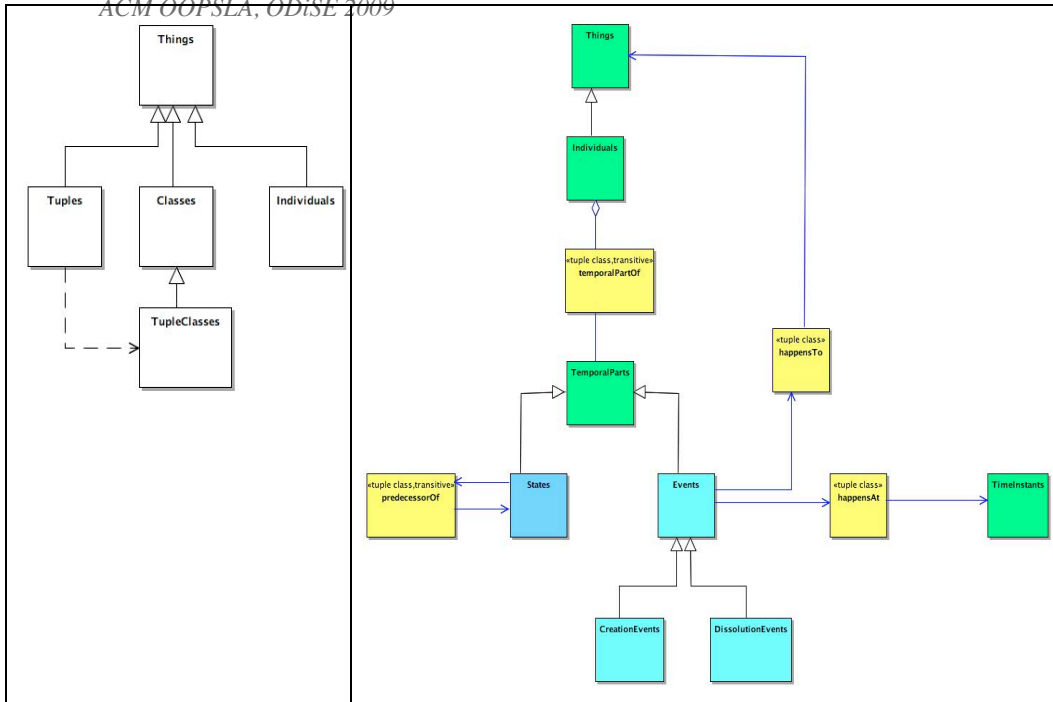 ACM OOPSLA, ODiSE 2009
Things
Tuples
Classes
Individuals
TupleClasses
Things
Individuals
«tuple class,transitive»
temporalPartOf
«tuple class»
happensTo
TemporalParts
«tuple class,transitive»
predecessorOf
States
Events
«tuple class»
happensAt
TimeInstants
CreationEvents
DissolutionEvents